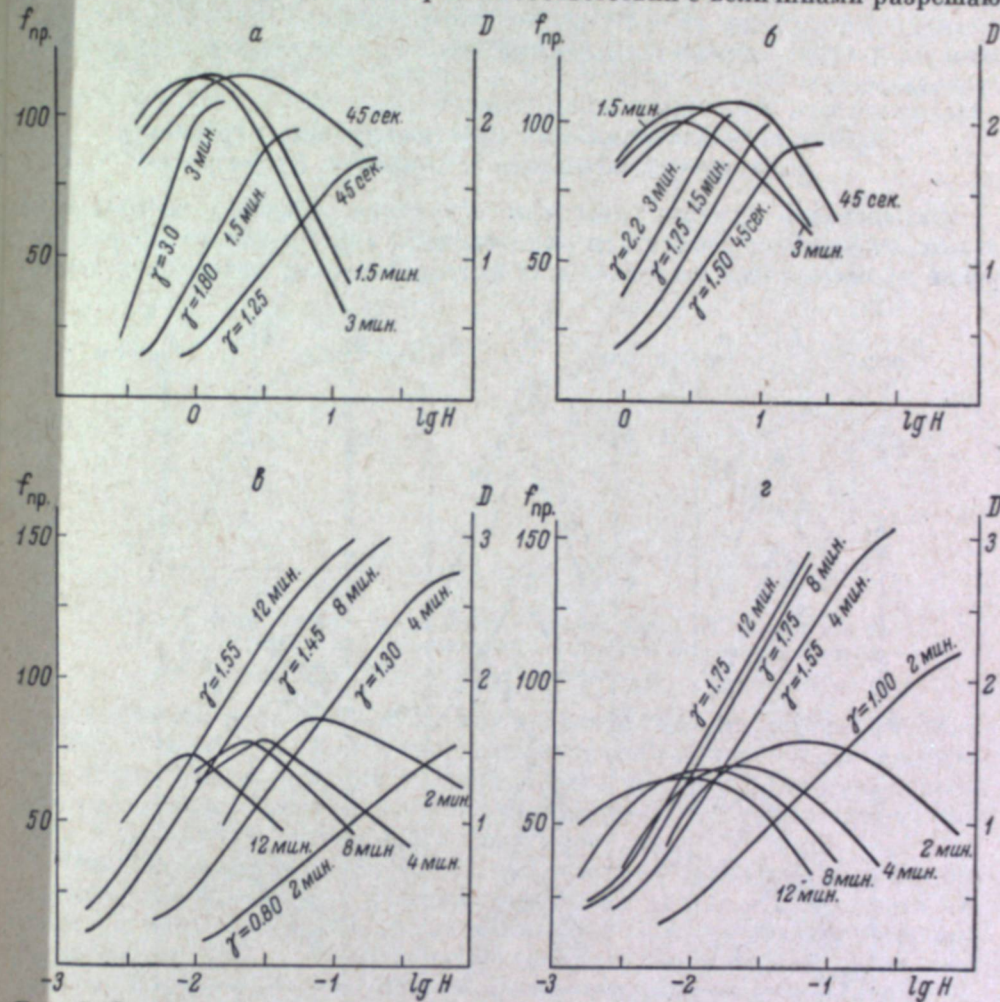 с величинами разрешаю
f пр. а D
100
2
50
1
45 сек.
45 сек.
3 мин.
1.5 мин.
γ=3.0
γ=1.80
γ=1.25
1.5 мин.
3 мин.
0 1 lg H
f пр. б D
100
2
50
1
1.5 мин.
γ=2.2 3 мин.
γ=1.75 1.5 мин.
γ=1.50 45 сек.
45 сек.
3 мин.
0 1 lg H
f пр. в D
150
3
100
2
50
1
γ=1.55 12 мин.
γ=1.45 8 мин.
γ=1.30 4 мин.
2 мин.
12 мин.
8 мин
4 мин.
γ=0.80 2 мин.
-3 -2 -1 lg H
f пр. г D
150
3
100
2
50
1
γ=1.75 12 мин.
γ=1.75 8 мин.
γ=1.55 4 мин.
γ=1.00 2 мин.
2 мин.
4 мин.
8 мин.
12 мин.
-3 -2 -1 lg H